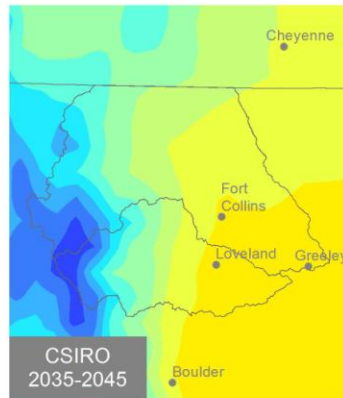 Cheyenne
Fort
Collins
Loveland
Greeley
Boulder
CSIRO
2035-2045